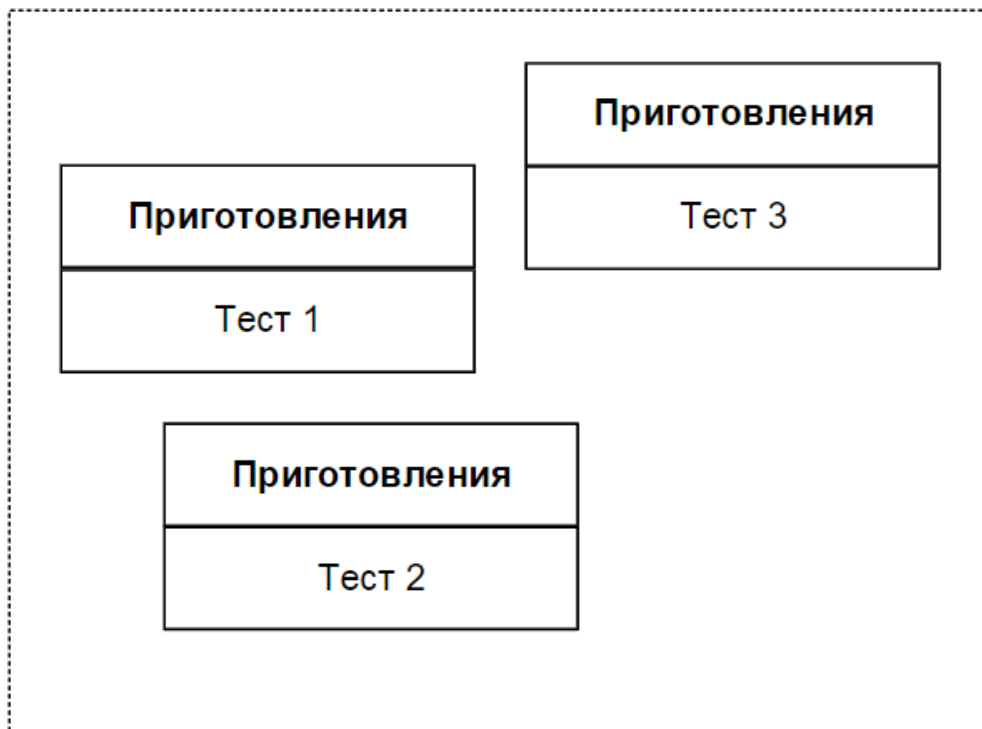 Приготовления
Тест 3
Приготовления
Тест 1
Приготовления
Тест 2